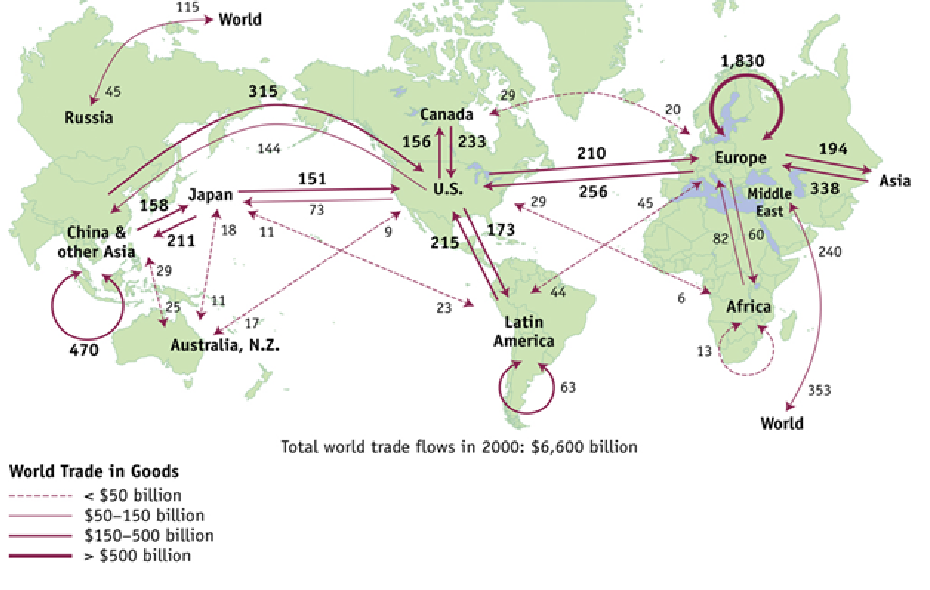 115
World
45
Russia
315
144
29
Canada
156
233
20
1,830
Europe
210
256
U.S.
194
338
Asia
Middle
East
Japan
151
73
158
211
18
11
China &
other Asia
29
25
11
17
9
Australia, N.Z.
470
215
173
29
45
82
60
240
23
44
6
Latin
America
Africa
13
63
353
World
Total world trade flows in 2000: $6,600 billion
World Trade in Goods
< $50 billion
$50–150 billion
$150–500 billion
> $500 billion